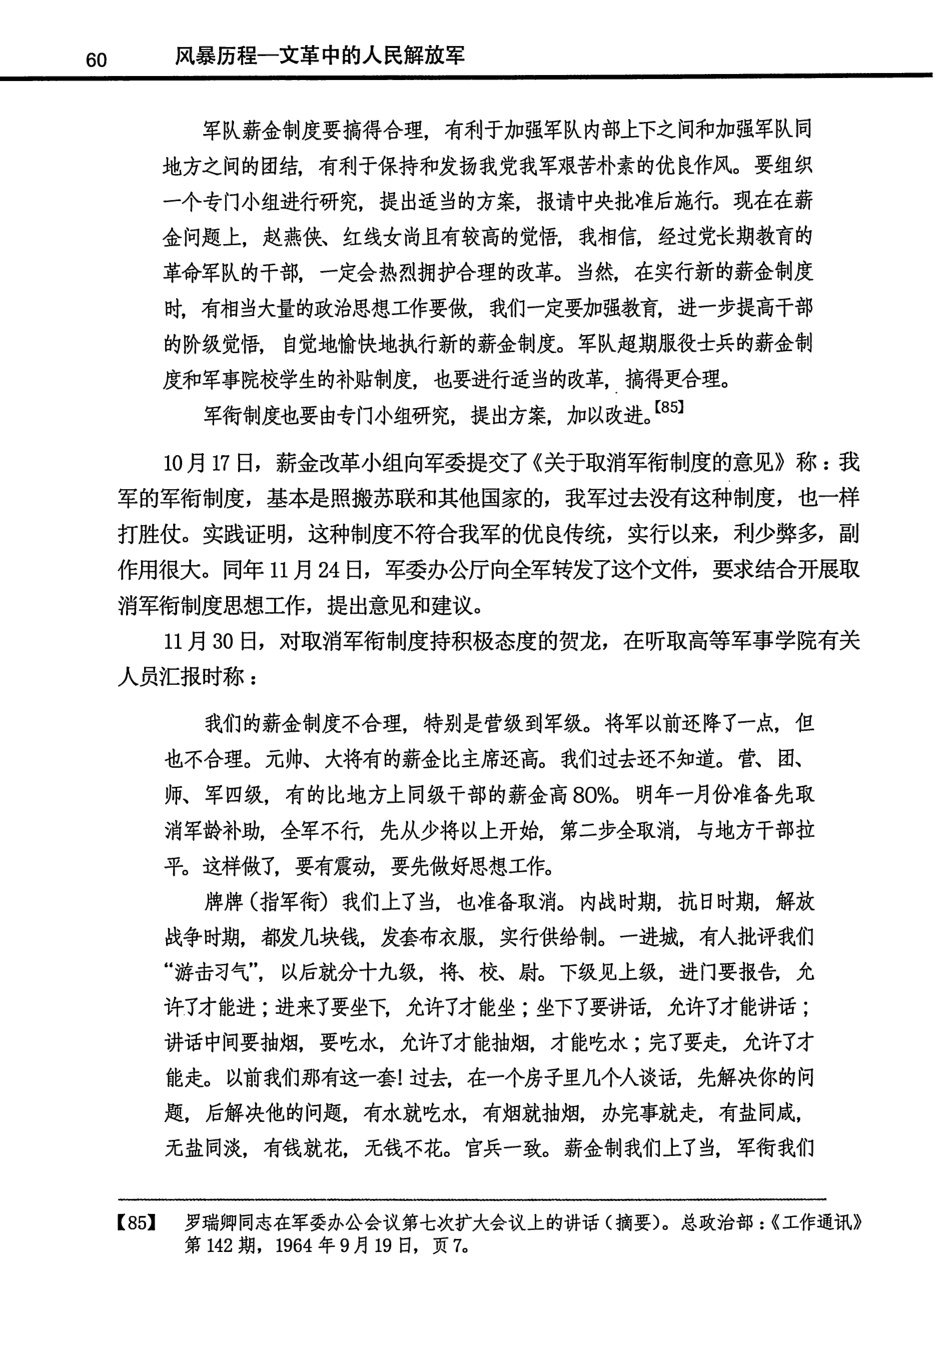 60 风暴历程—文革中的人民解放军
军队薪金制度要搞得合理，有利于加强军队内部上下之间和加强军队同
地方之间的团结，有利于保持和发扬我党我军艰苦朴素的优良作风。要组织
一个专门小组进行研究，提出适当的方案，报请中央批准后施行。现在在薪
金问题上，赵燕侠、红线女尚且有较高的觉悟，我相信，经过党长期教育的
革命军队的干部，一定会热烈拥护合理的改革。当然，在实行新的薪金制度
时，有相当大量的政治思想工作要做，我们一定要加强教育，进一步提高干部
的阶级觉悟，自觉地愉快地执行新的薪金制度。军队超期服役士兵的薪金制
度和军事院校学生的补贴制度，也要进行适当的改革，搞得更合理。
军衔制度也要由专门小组研究，提出方案，加以改进。【85】
10月17日，薪金改革小组向军委提交了《关于取消军衔制度的意见》称：我
军的军衔制度，基本是照搬苏联和其他国家的，我军过去没有这种制度，也一样
打胜仗。实践证明，这种制度不符合我军的优良传统，实行以来，利少弊多，副
作用很大。同年11月24日，军委办公厅向全军转发了这个文件，要求结合开展取
消军衔制度思想工作，提出意见和建议。
11月30日，对取消军衔制度持积极态度的贺龙，在听取高等军事学院有关
人员汇报时称：
我们的薪金制度不合理，特别是营级到军级。将军以前还降了一点，但
也不合理。元帅、大将有的薪金比主席还高。我们过去还不知道。营、团、
师、军四级，有的比地方上同级干部的薪金高80%。明年一月份准备先取
消军龄补助，全军不行，先从少将以上开始，第二步全取消，与地方干部拉
平。这样做了，要有震动，要先做好思想工作。
牌牌（指军衔）我们上了当，也准备取消。内战时期，抗日时期，解放
战争时期，都发几块钱，发套布衣服，实行供给制。一进城，有人批评我们
“游击习气”，以后就分十九级，将、校、尉。下级见上级，进门要报告，允
许了才能进；进来了要坐下，允许了才能坐；坐下了要讲话，允许了才能讲话；
讲话中间要抽烟，要吃水，允许了才能抽烟，才能吃水；完了要走，允许了才
能走。以前我们那有这一套！过去，在一个房子里几个人谈话，先解决你的问
题，后解决他的问题，有水就吃水，有烟就抽烟，办完事就走，有盐同咸，
无盐同淡，有钱就花，无钱不花。官兵一致。薪金制我们上了当，军衔我们
【85】 罗瑞卿同志在军委办公会议第七次扩大会议上的讲话（摘要）。总政治部：《工作通讯》
第142期，1964年9月19日，页7。